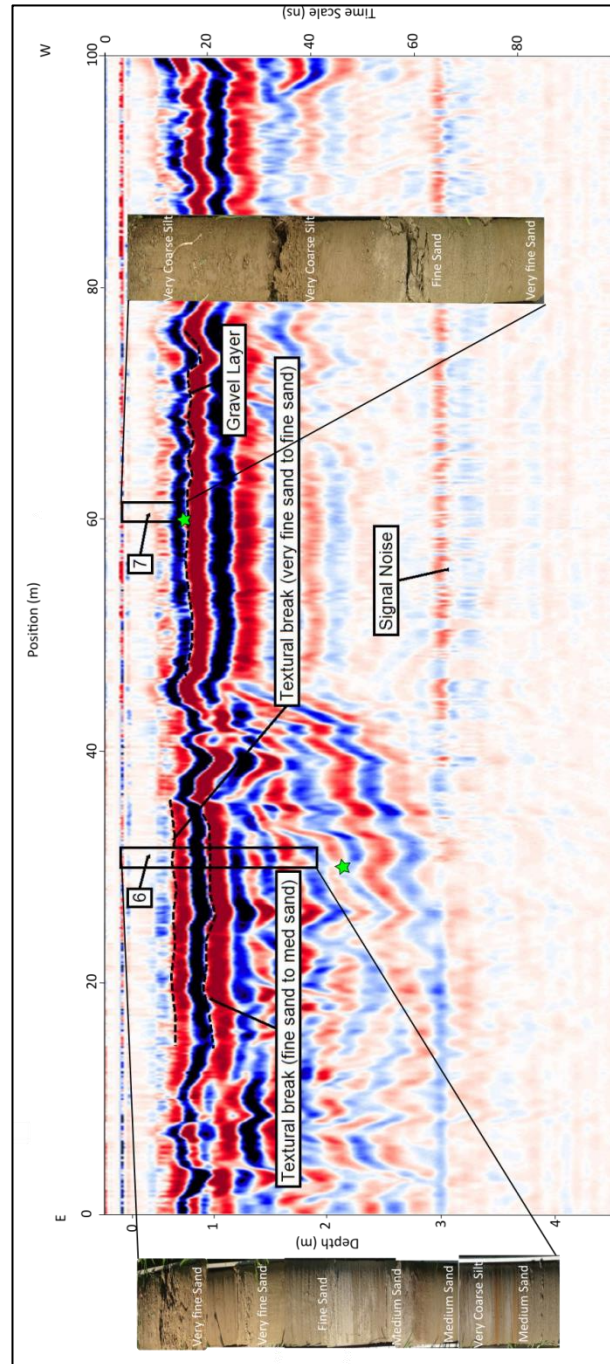 Position (m)
E
W
0
20
40
60
80
100
Depth (m)
0
1
2
3
4
Time Scale (ns)
0
20
40
60
80
6
7
Gravel Layer
Textural break (very fine sand to fine sand)
Textural break (fine sand to med sand)
Signal Noise
Very fine Sand
Very fine Sand
Fine Sand
Medium Sand
Medium Sand
Very Coarse Silt
Medium Sand
Very Coarse Silt
Very Coarse Silt
Fine Sand
Very fine Sand